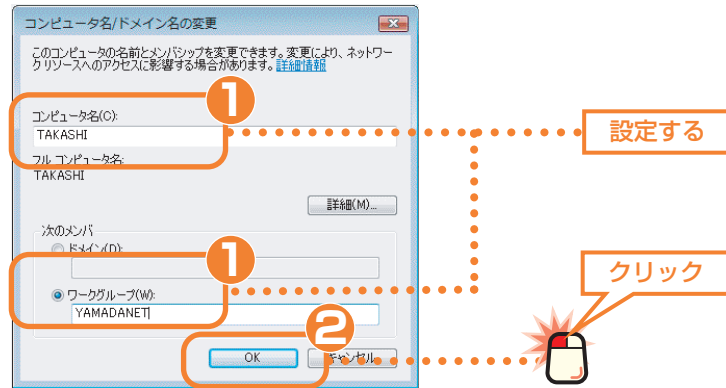 コンピュータ名/ドメイン名の変更
このコンピュータの名前とメンバシップを変更できます。変更により、ネットワー
クリソースへのアクセスに影響する場合があります。詳細情報
1
コンピュータ名(C):
TAKASHI
設定する
フル コンピュータ名:
TAKASHI
詳細(M)...
次のメンバ
ドメイン(D):
1
クリック
ワークグループ(W):
YAMADANET
2
OK
キャンセル